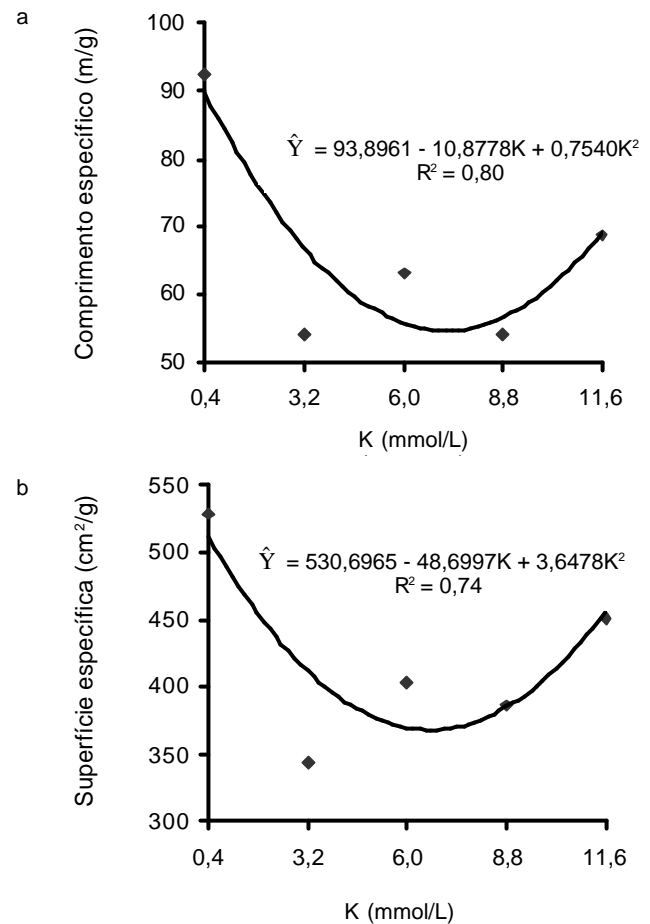 a
Comprimento específico (m/g)
100
90
80
70
60
50
Ŷ = 93,8961 - 10,8778K + 0,7540K²
R² = 0,80
0,4 3,2 6,0 8,8 11,6
K (mmol/L)
b
Superfície específica (cm²/g)
550
500
450
400
350
300
Ŷ = 530,6965 - 48,6997K + 3,6478K²
R² = 0,74
0,4 3,2 6,0 8,8 11,6
K (mmol/L)